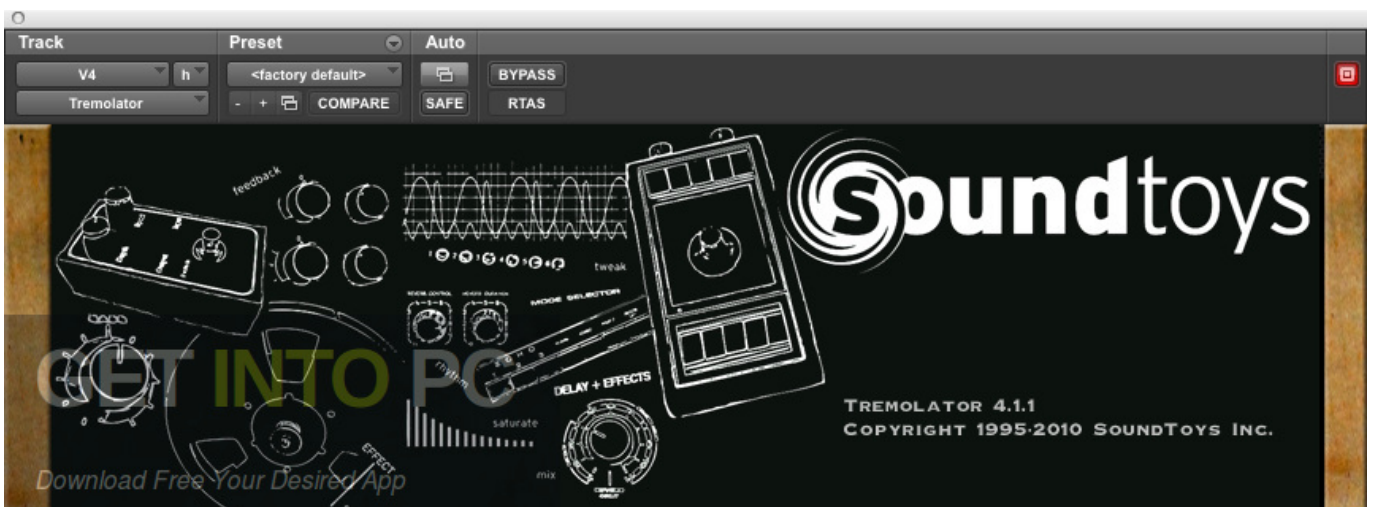 Track Preset Auto
V4 h <factory default> BYPASS
Tremolator - + COMPARE SAFE RTAS
soundtoys
feedback
tweak
MODE SELECTOR
rhythm
DELAY + EFFECTS
saturate
mix
EFFECT
TREMOLATOR 4.1.1
COPYRIGHT 1995-2010 SOUNDTOYS INC.
GET INTO PC
Download Free Your Desired App